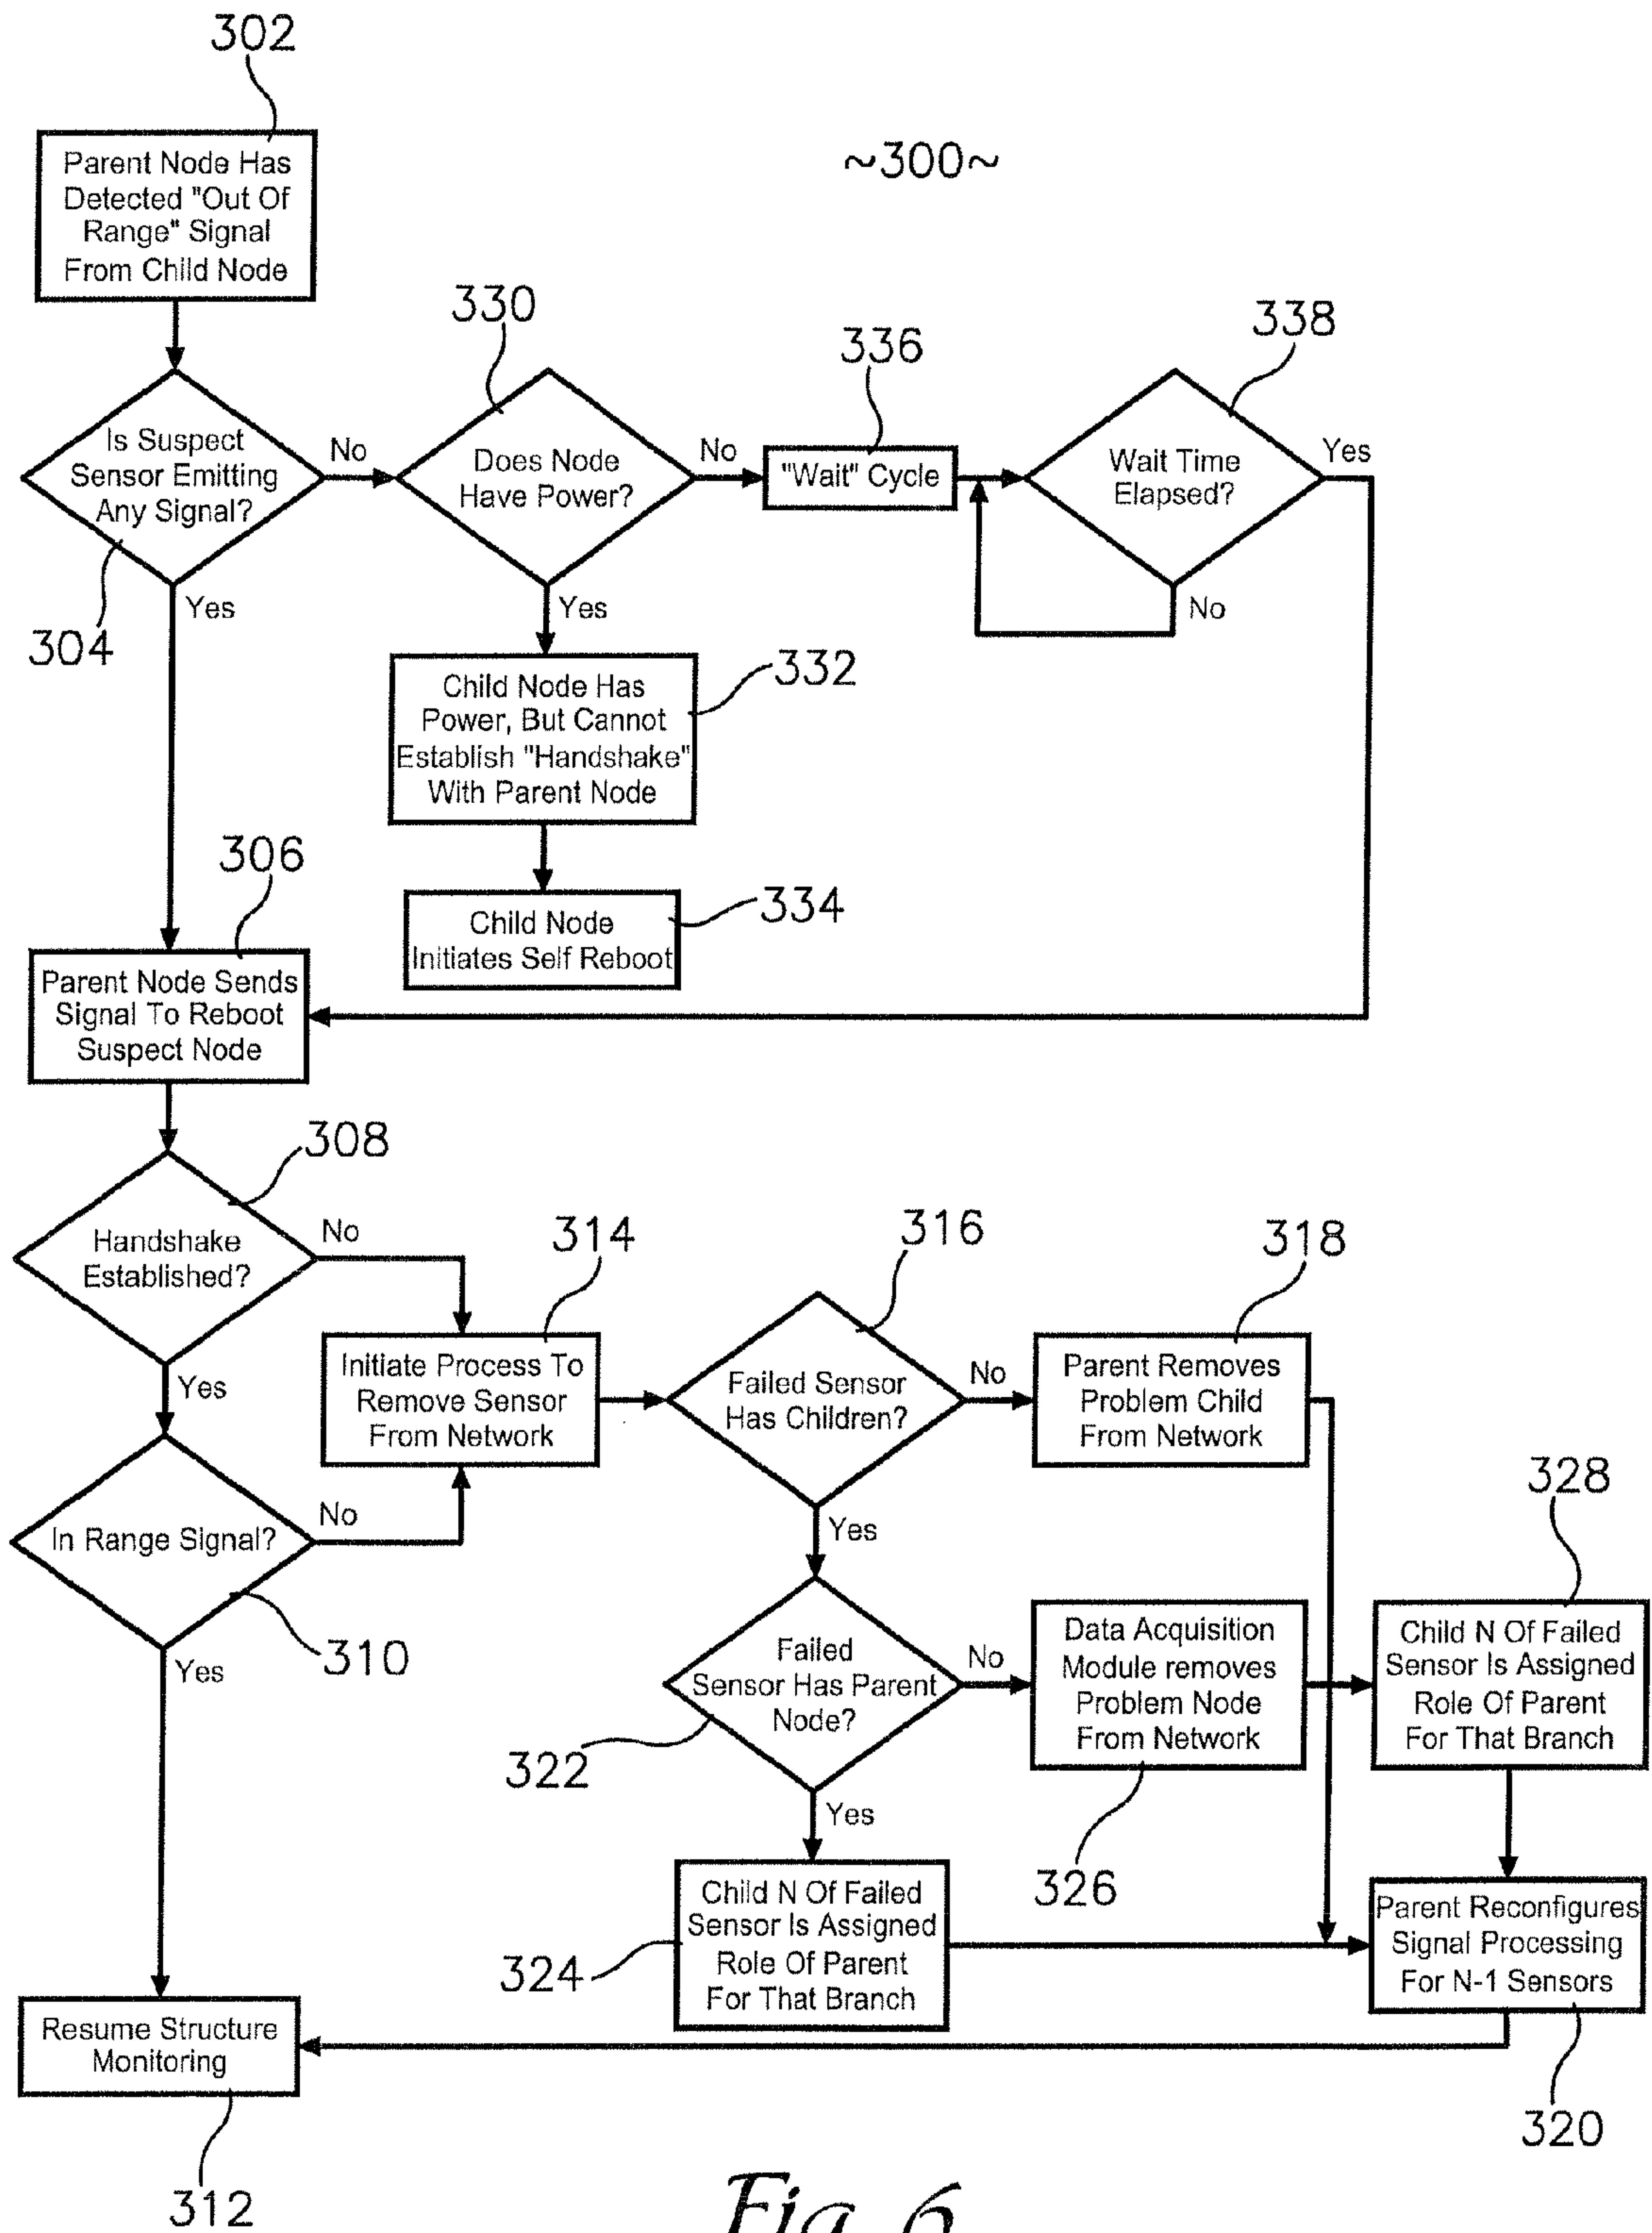 302
~300~
Parent Node Has
Detected "Out Of
Range" Signal
From Child Node
330
336
338
Is Suspect
Sensor Emitting
Any Signal?
No
Does Node
Have Power?
No
"Wait" Cycle
Wait Time
Elapsed?
Yes
304
Yes
Yes
No
Child Node Has
Power, But Cannot
Establish "Handshake"
With Parent Node
332
306
Child Node
Initiates Self Reboot
334
Parent Node Sends
Signal To Reboot
Suspect Node
308
Handshake
Established?
No
314
316
318
Yes
Initiate Process To
Remove Sensor
From Network
Failed Sensor
Has Children?
No
Parent Removes
Problem Child
From Network
In Range Signal?
No
Yes
328
310
Yes
Failed
Sensor Has Parent
Node?
No
Data Acquisition
Module removes
Problem Node
From Network
Child N Of Failed
Sensor Is Assigned
Role Of Parent
For That Branch
322
Yes
326
324
Child N Of Failed
Sensor Is Assigned
Role Of Parent
For That Branch
Parent Reconfigures
Signal Processing
For N-1 Sensors
Resume Structure
Monitoring
320
312
Fig. 6